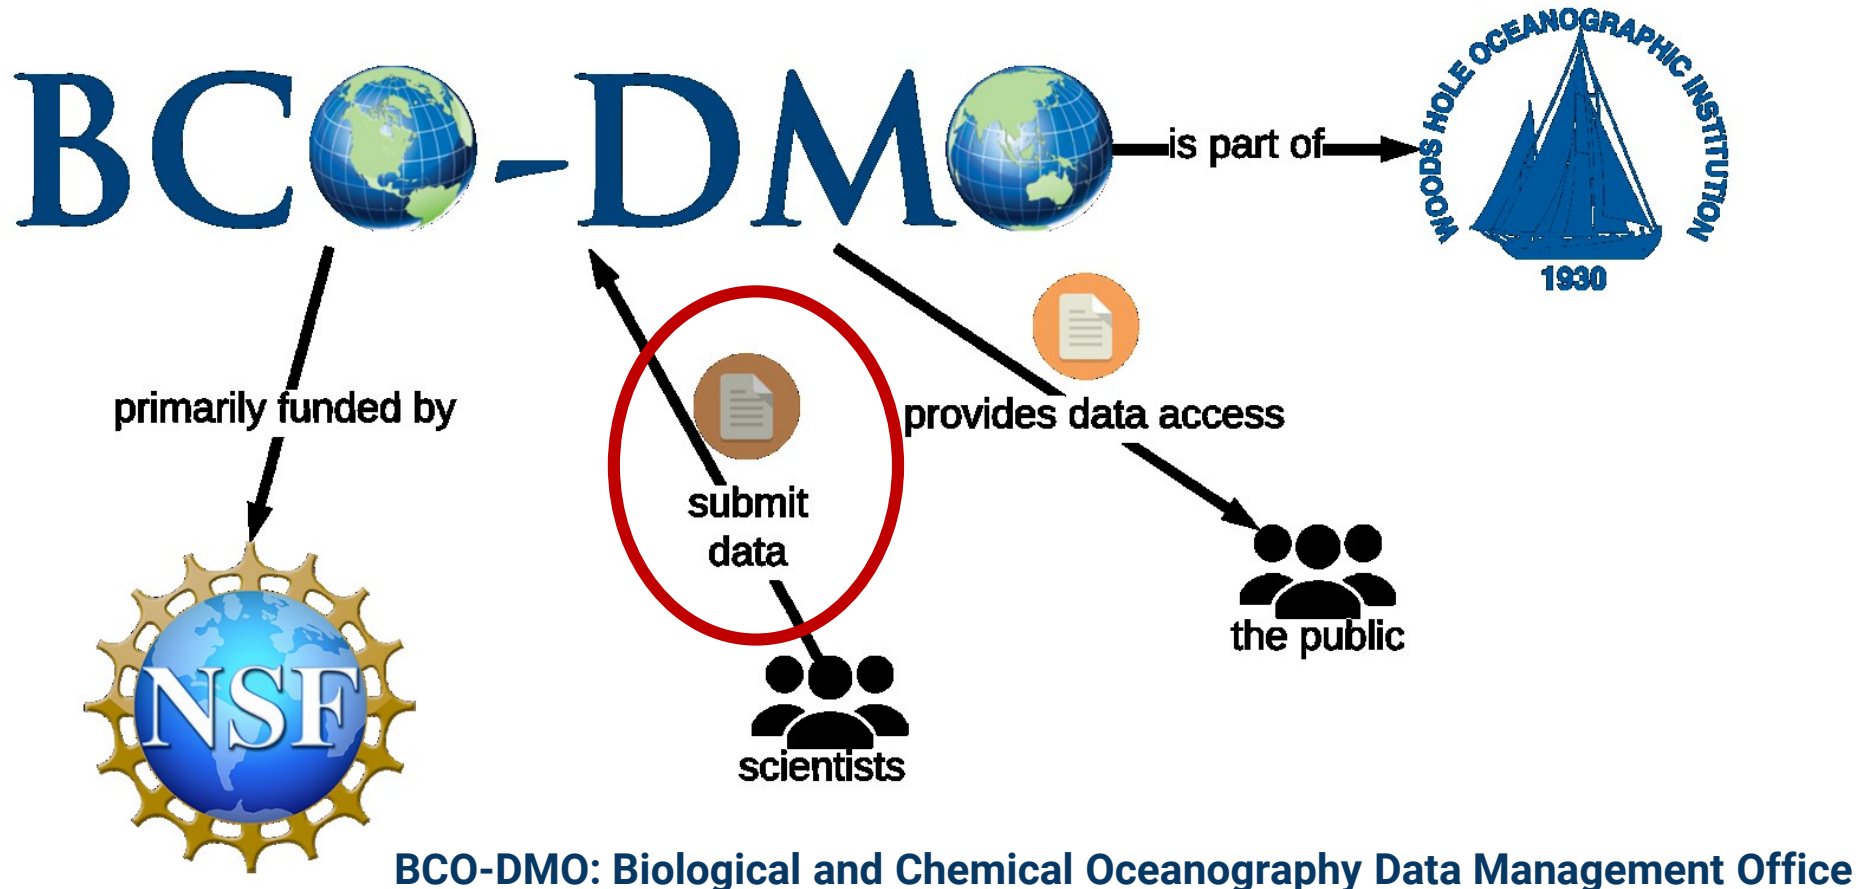 BCO-DMO
is part of
WOODS HOLE OCEANOGRAPHIC INSTITUTION
1930
primarily funded by
provides data access
submit
data
NSF
the public
scientists
BCO-DMO: Biological and Chemical Oceanography Data Management Office